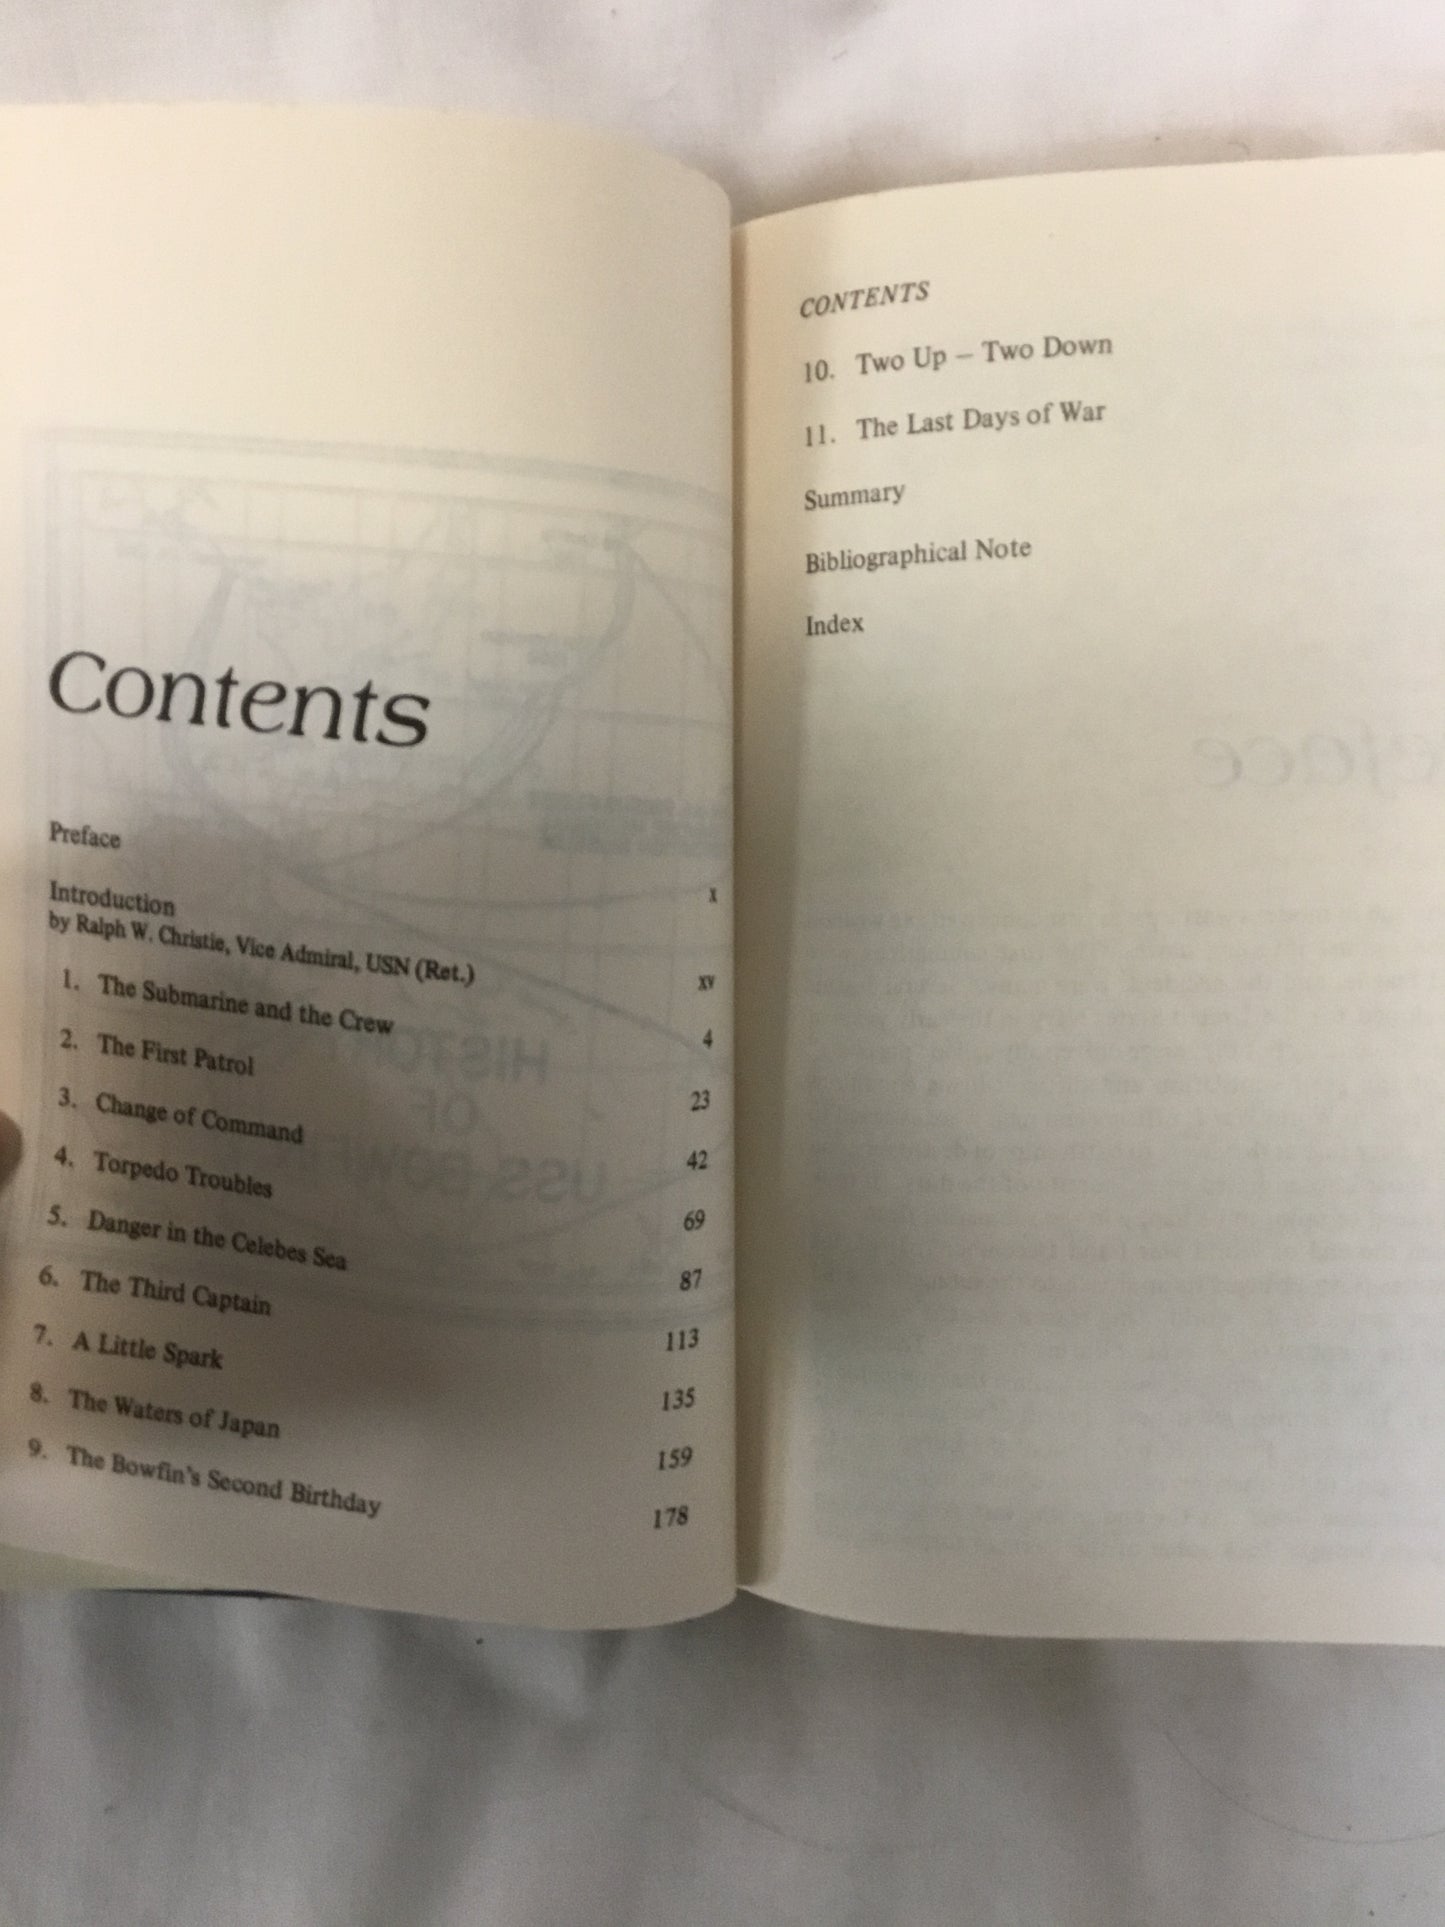 Contents
Preface x
Introduction
by Ralph W. Christie, Vice Admiral, USN (Ret.) xv
1. The Submarine and the Crew 4
2. The First Patrol 23
3. Change of Command 42
4. Torpedo Troubles 69
5. Danger in the Celebes Sea 87
6. The Third Captain 113
7. A Little Spark 135
8. The Waters of Japan 159
9. The Bowfin's Second Birthday 178
CONTENTS
10. Two Up – Two Down
11. The Last Days of War
Summary
Bibliographical Note
Index